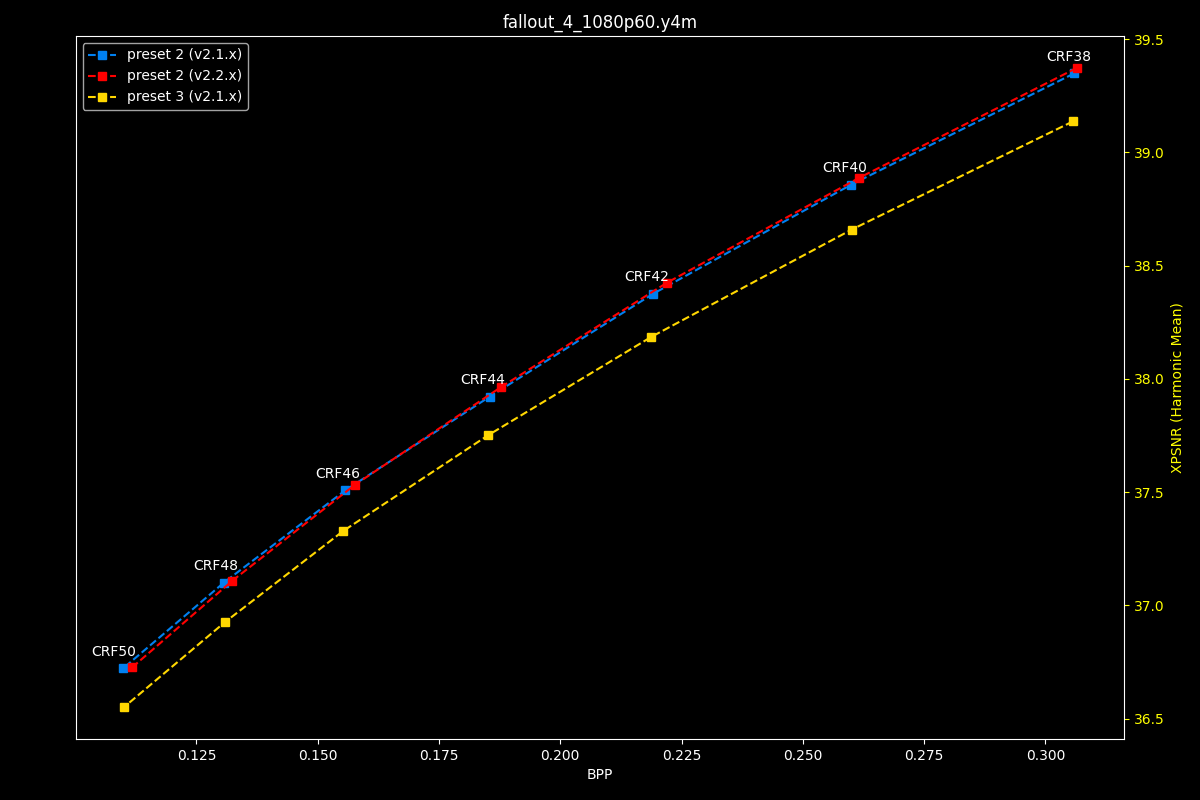 fallout_4_1080p60.y4m
preset 2 (v2.1.x)
preset 2 (v2.2.x)
preset 3 (v2.1.x)
CRF38
CRF40
CRF42
CRF44
CRF46
CRF48
CRF50
39.5
39.0
38.5
38.0
37.5
37.0
36.5
XPSNR (Harmonic Mean)
0.125
0.150
0.175
0.200
0.225
0.250
0.275
0.300
BPP